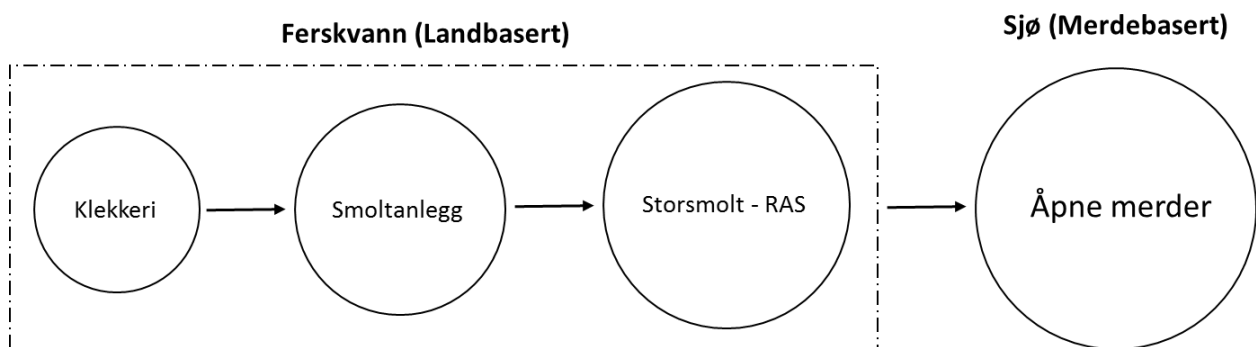 Ferskvann (Landbasert)
Sjø (Merdebasert)
Klekkeri
Smoltanlegg
Storsmolt - RAS
Åpne merder